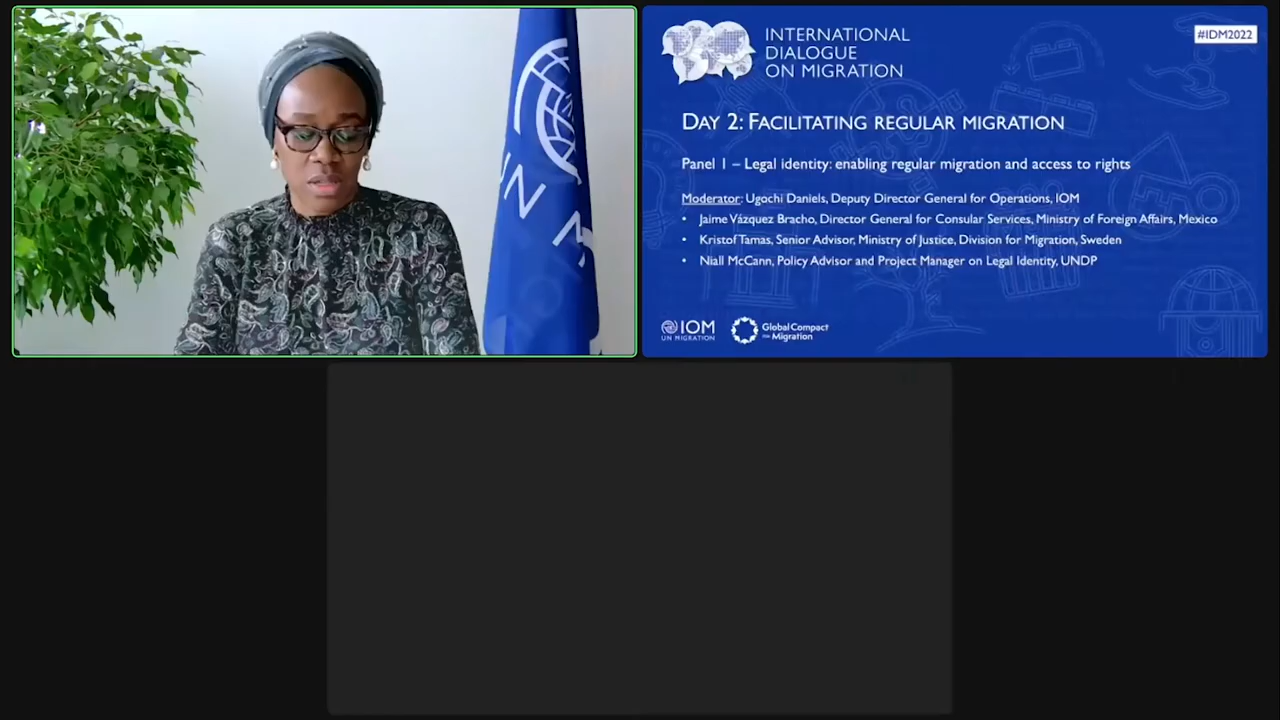 UN M
INTERNATIONAL
DIALOGUE
ON MIGRATION
#IDM2022
DAY 2: FACILITATING REGULAR MIGRATION
Panel 1 – Legal identity: enabling regular migration and access to rights
Moderator: Ugochi Daniels, Deputy Director General for Operations, IOM
• Jaime Vázquez Bracho, Director General for Consular Services, Ministry of Foreign Affairs, Mexico
• Kristof Tamas, Senior Advisor, Ministry of Justice, Division for Migration, Sweden
• Niall McCann, Policy Advisor and Project Manager on Legal Identity, UNDP
IOM
UN MIGRATION
Global Compact
for Migration